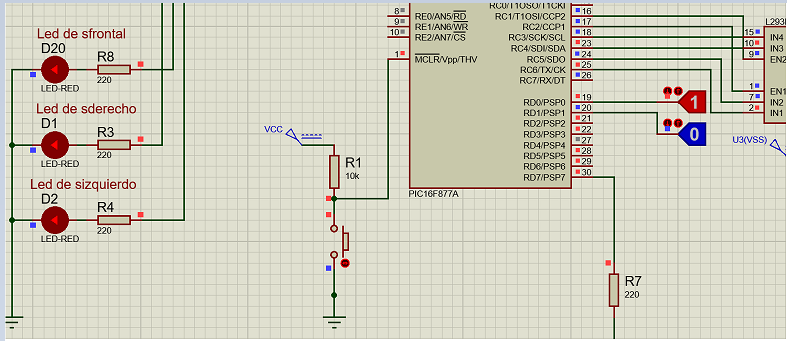 Led de sfrontal
D20
R8
LED-RED
220
Led de sderecho
D1
R3
LED-RED
220
Led de sizquierdo
D2
R4
LED-RED
220
VCC
R1
10k
8
9
10
1
RE0/AN5/RD
RE1/AN6/WR
RE2/AN7/CS
MCLR/Vpp/THV
RC0/T1OSO/T1CKI
RC1/T1OSI/CCP2
RC2/CCP1
RC3/SCK/SCL
RC4/SDI/SDA
RC5/SDO
RC6/TX/CK
RC7/RX/DT
RD0/PSP0
RD1/PSP1
RD2/PSP2
RD3/PSP3
RD4/PSP4
RD5/PSP5
RD6/PSP6
RD7/PSP7
16
17
18
23
24
25
26
19
20
21
22
27
28
29
30
PIC16F877A
1
0
L293
15
10
9
1
7
2
IN4
IN3
EN2
EN1
IN2
IN1
U3(VSS)
R7
220